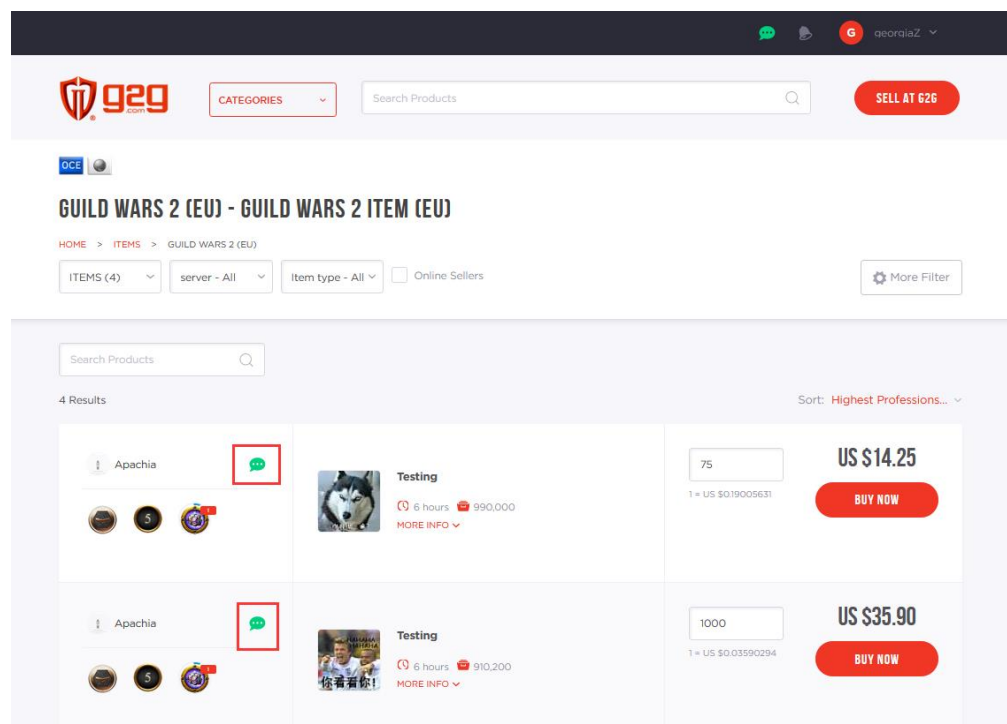 G georgiaZ
g2g
.com
CATEGORIES
Search Products
SELL AT G2G
OCE
GUILD WARS 2 (EU) - GUILD WARS 2 ITEM (EU)
HOME > ITEMS > GUILD WARS 2 (EU)
ITEMS (4)
server - All
Item type - All
Online Sellers
More Filter
Search Products
4 Results
Sort: Highest Professions...
Apachia
5
Testing
6 hours 990,000
MORE INFO
75
1 = US $0.19005631
US $14.25
BUY NOW
Apachia
5
HAHAHA
HAHAHA
你看看你!
Testing
6 hours 910,200
MORE INFO
1000
1 = US $0.03590294
US $35.90
BUY NOW